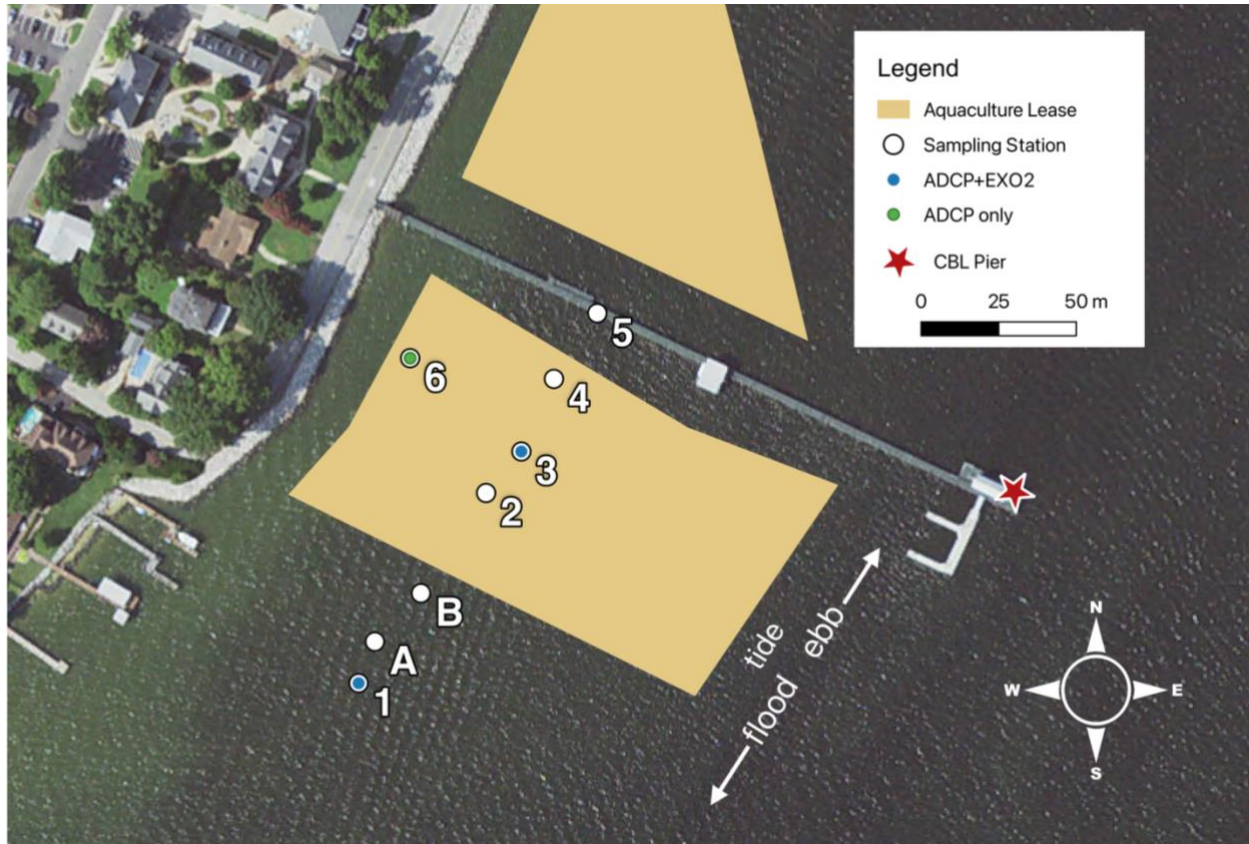 Legend
Aquaculture Lease
Sampling Station
ADCP+EXO2
ADCP only
CBL Pier
0 25 50 m
5
6
4
3
2
B
A
1
tide
flood ebb
N
W E
S